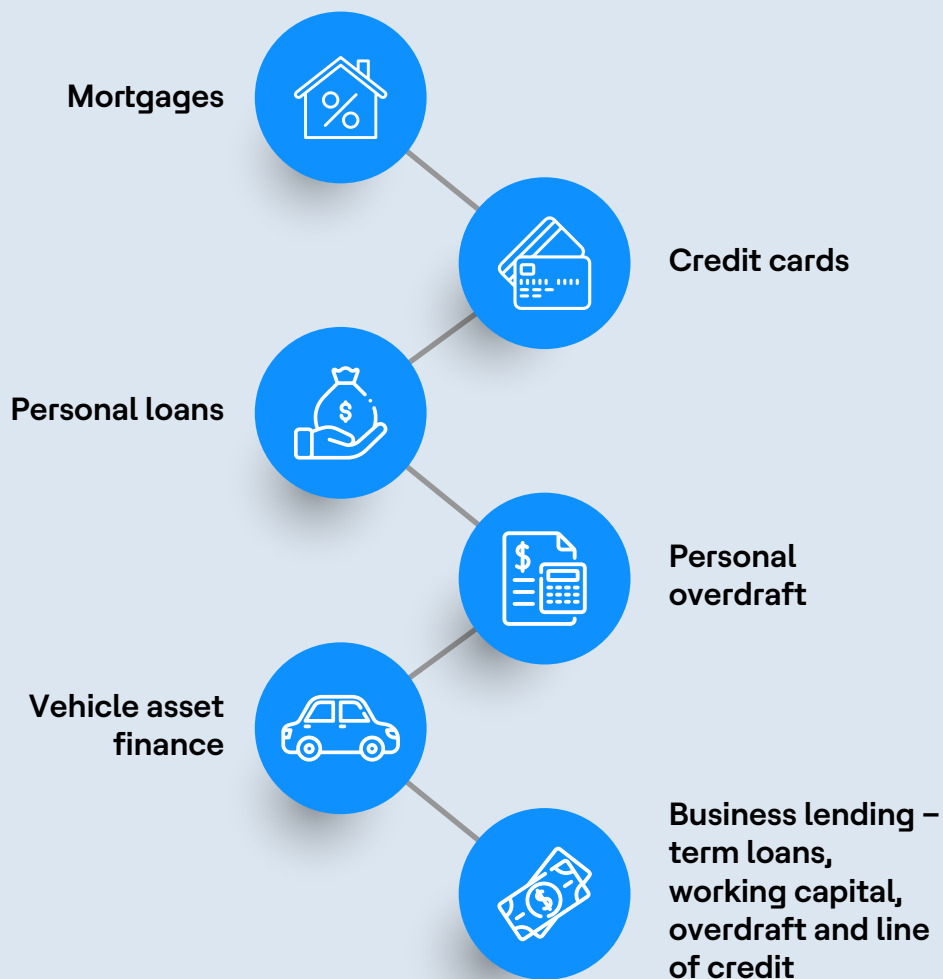 Mortgages
Credit cards
Personal loans
Personal
overdraft
Vehicle asset
finance
Business lending –
term loans,
working capital,
overdraft and line
of credit